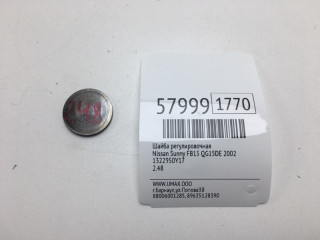 57999 1770
Шайба регулировочная
Nissan Sunny FB15 QG15DE 2002
1322950Y17
2.48
WWW.UMAX.OOO
г.Барнаул,ул.Попова38
88006001285, 89635128390